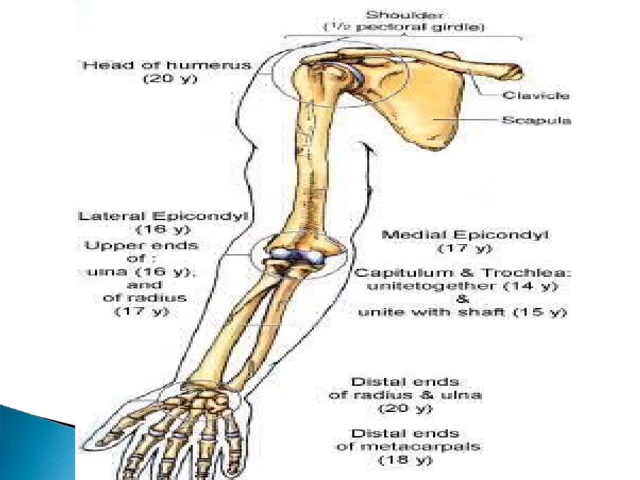 Shoulder
(1/2 pectoral girdle)
Head of humerus
(20 y)
Clavicle
Scapula
Lateral Epicondyl
(16 y)
Upper ends
of :
ulna (16 y),
and
of radius
(17 y)
Medial Epicondyl
(17 y)
Capitulum & Trochlea:
unitetogether (14 y)
&
unite with shaft (15 y)
Distal ends
of radius & ulna
(20 y)
Distal ends
of metacarpals
(18 y)